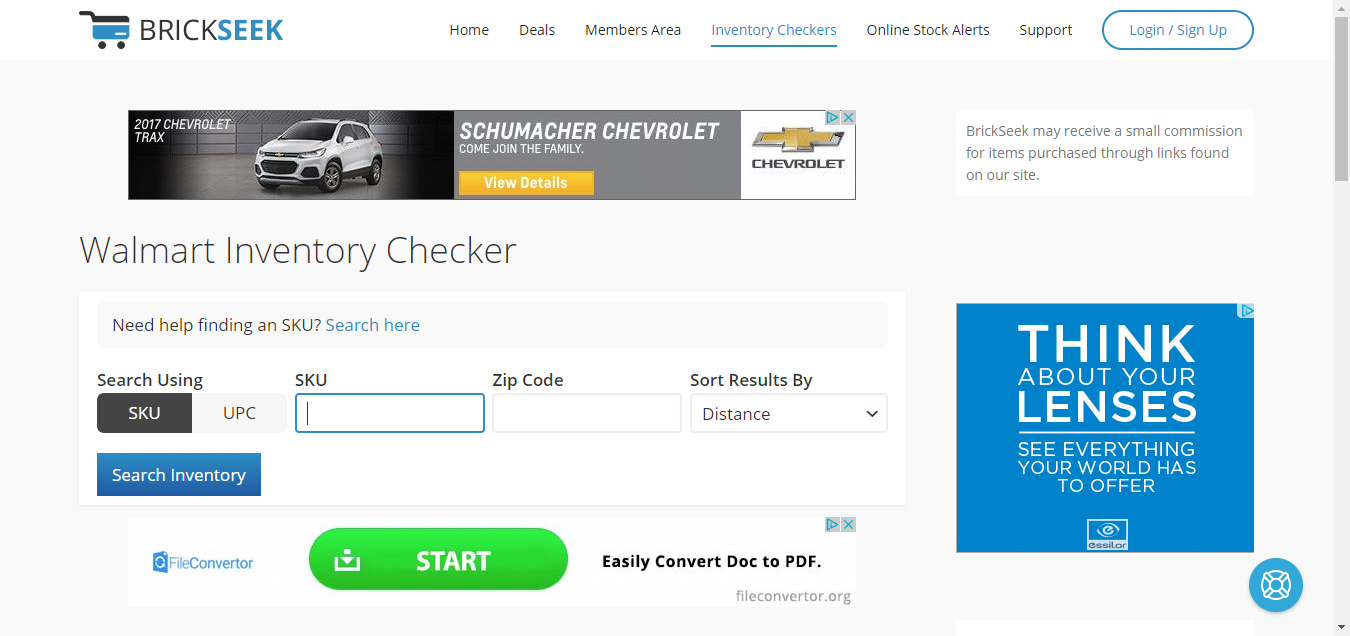 BRICKSEEK
Home
Deals
Members Area
Inventory Checkers
Online Stock Alerts
Support
Login / Sign Up
2017 CHEVROLET
TRAX
SCHUMACHER CHEVROLET
COME JOIN THE FAMILY.
View Details
CHEVROLET
BrickSeek may receive a small commission
for items purchased through links found
on our site.
Walmart Inventory Checker
Need help finding an SKU? Search here
Search Using
SKU
Zip Code
Sort Results By
SKU
UPC
Distance
Search Inventory
THINK
ABOUT YOUR
LENSES
SEE EVERYTHING
YOUR WORLD HAS
TO OFFER
essilor
FileConvertor
START
Easily Convert Doc to PDF.
fileconvertor.org